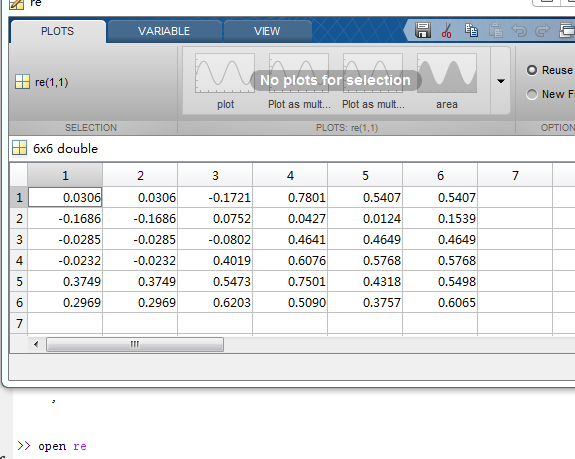 re
PLOTS VARIABLE VIEW
re(1,1)
No plots for selection
plot Plot as mult... Plot as mult... area
Reuse
New F
SELECTION PLOTS: re(1,1) OPTION
6x6 double
1 2 3 4 5 6 7
1 0.0306 0.0306 -0.1721 0.7801 0.5407 0.5407
2 -0.1686 -0.1686 0.0752 0.0427 0.0124 0.1539
3 -0.0285 -0.0285 -0.0802 0.4641 0.4649 0.4649
4 -0.0232 -0.0232 0.4019 0.6076 0.5768 0.5768
5 0.3749 0.3749 0.5473 0.7501 0.4318 0.5498
6 0.2969 0.2969 0.6203 0.5090 0.3757 0.6065
7
>> open re